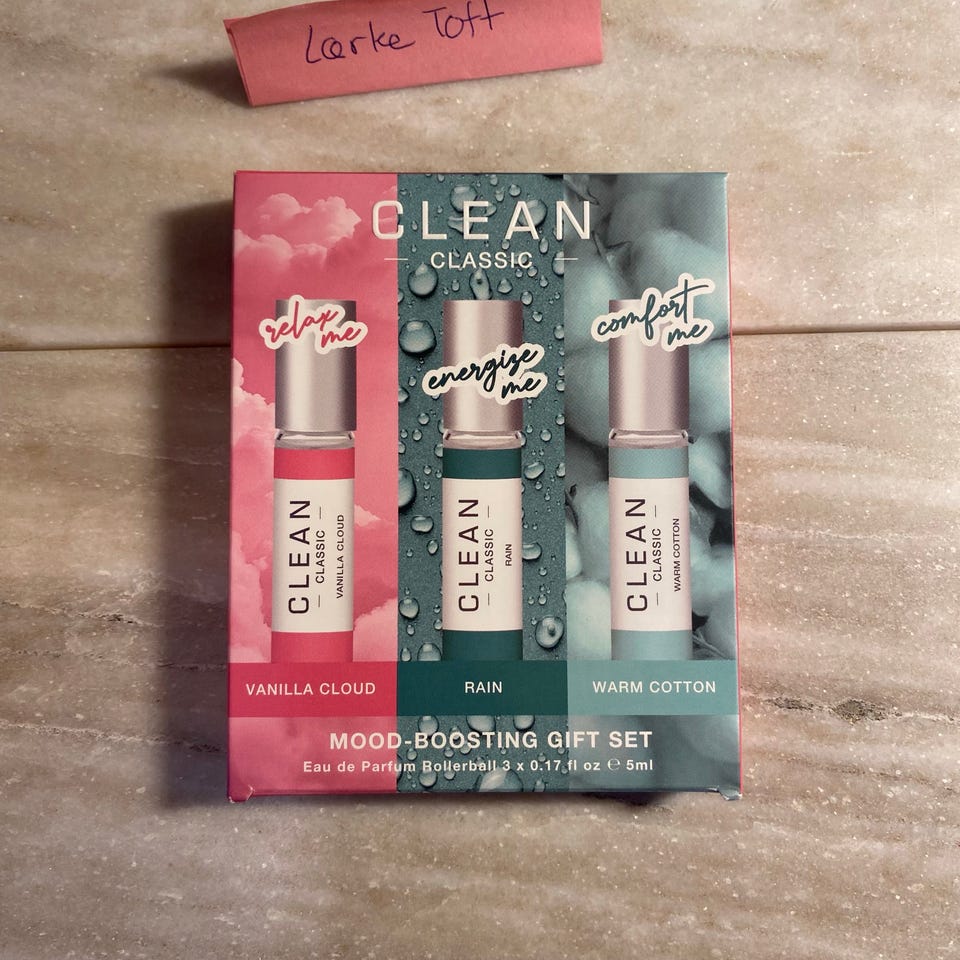 Lærke Toft
CLEAN
CLASSIC
relax me
energize me
comfort me
CLEAN
CLASSIC
VANILLA CLOUD
CLEAN
CLASSIC
RAIN
CLEAN
CLASSIC
WARM COTTON
VANILLA CLOUD
RAIN
WARM COTTON
MOOD-BOOSTING GIFT SET
Eau de Parfum Rollerball 3 x 0.17 fl oz ℮ 5ml